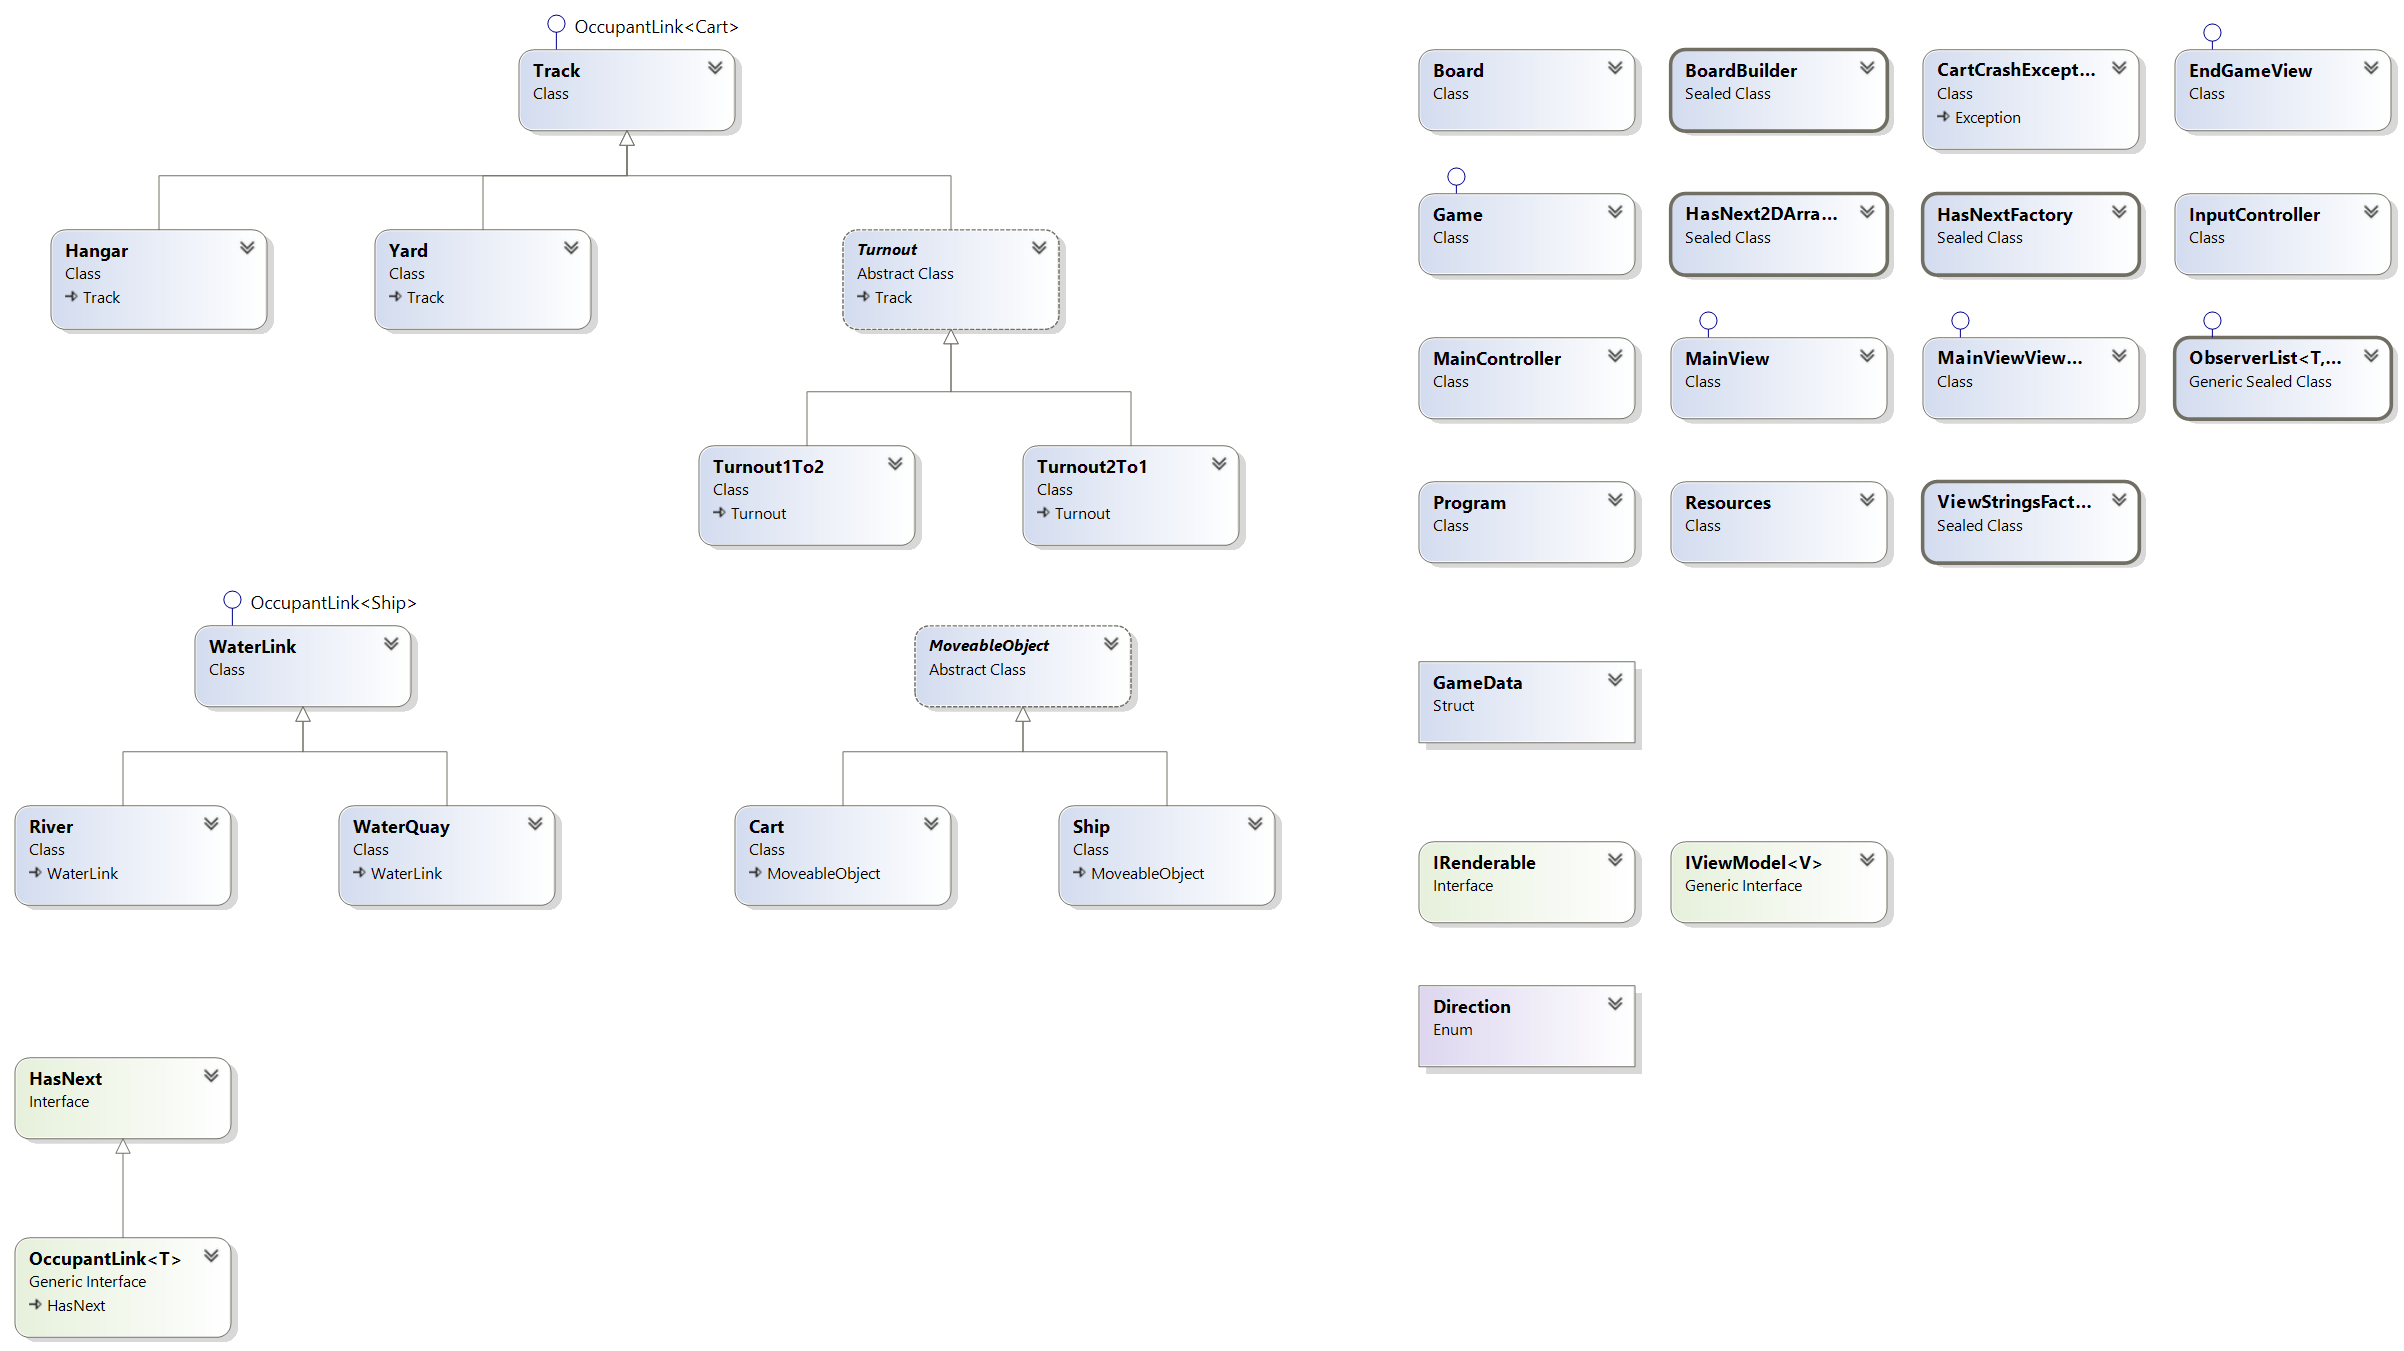 OccupantLink<Cart>
Track
Class
Hangar
Class
Track
Yard
Class
Track
Turnout
Abstract Class
Track
Turnout1To2
Class
Turnout
Turnout2To1
Class
Turnout
OccupantLink<Ship>
WaterLink
Class
River
Class
WaterLink
WaterQuay
Class
WaterLink
MoveableObject
Abstract Class
Cart
Class
MoveableObject
Ship
Class
MoveableObject
HasNext
Interface
OccupantLink<T>
Generic Interface
HasNext
Board
Class
BoardBuilder
Sealed Class
CartCrashExcept...
Class
Exception
EndGameView
Class
Game
Class
HasNext2DArra...
Sealed Class
HasNextFactory
Sealed Class
InputController
Class
MainController
Class
MainView
Class
MainViewView...
Class
ObserverList<T,...
Generic Sealed Class
Program
Class
Resources
Class
ViewStringsFact...
Sealed Class
GameData
Struct
IRenderable
Interface
IViewModel<V>
Generic Interface
Direction
Enum